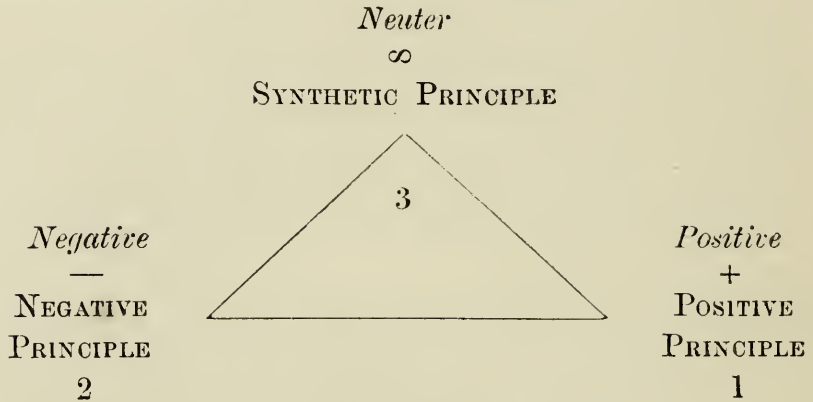 Neuter
∞
SYNTHETIC PRINCIPLE
3
Negative
—
NEGATIVE
PRINCIPLE
2
Positive
+
POSITIVE
PRINCIPLE
1